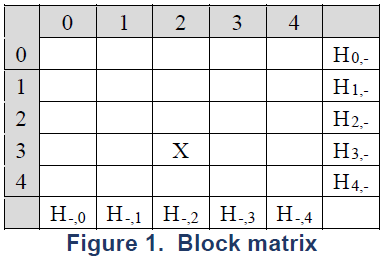 0 1 2 3 4
0 H0,-
1 H1,-
2 H2,-
3 X H3,-
4 H4,-
H-,0 H-,1 H-,2 H-,3 H-,4
Figure 1. Block matrix